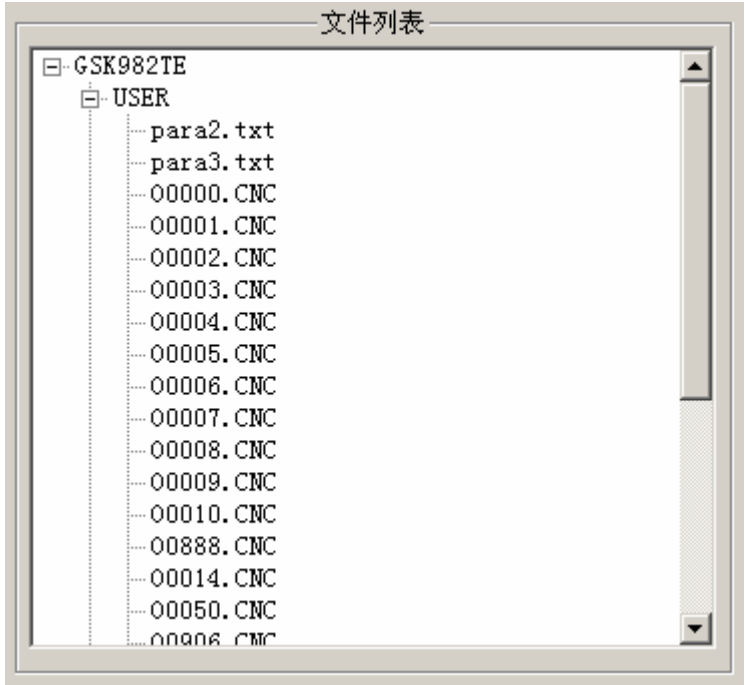 文件列表
GSK982TE
USER
para2.txt
para3.txt
O0000.CNC
O0001.CNC
O0002.CNC
O0003.CNC
O0004.CNC
O0005.CNC
O0006.CNC
O0007.CNC
O0008.CNC
O0009.CNC
O0010.CNC
O0888.CNC
O0014.CNC
O0050.CNC
O0906.CNC